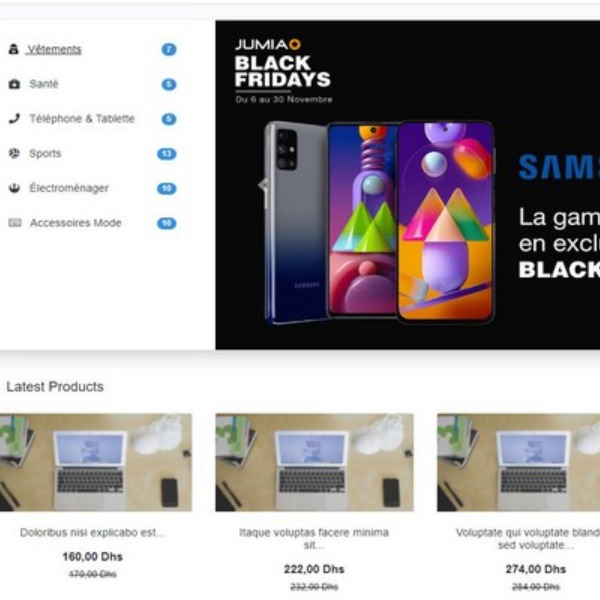 Vêtements 7
Santé 5
Téléphone & Tablette 5
Sports 13
Électroménager 10
Accessoires Mode 10
JUMIA
BLACK
FRIDAYS
Du 6 au 30 Novembre
SAMSUNG
SAMS
La gam
en exclu
BLACK
Latest Products
Doloribus nisi explicabo est...
160,00 Dhs
170,00 Dhs
Itaque voluptas facere minima
sit...
222,00 Dhs
232,00 Dhs
Voluptate qui voluptate bland
sed voluptate...
274,00 Dhs
284,00 Dhs